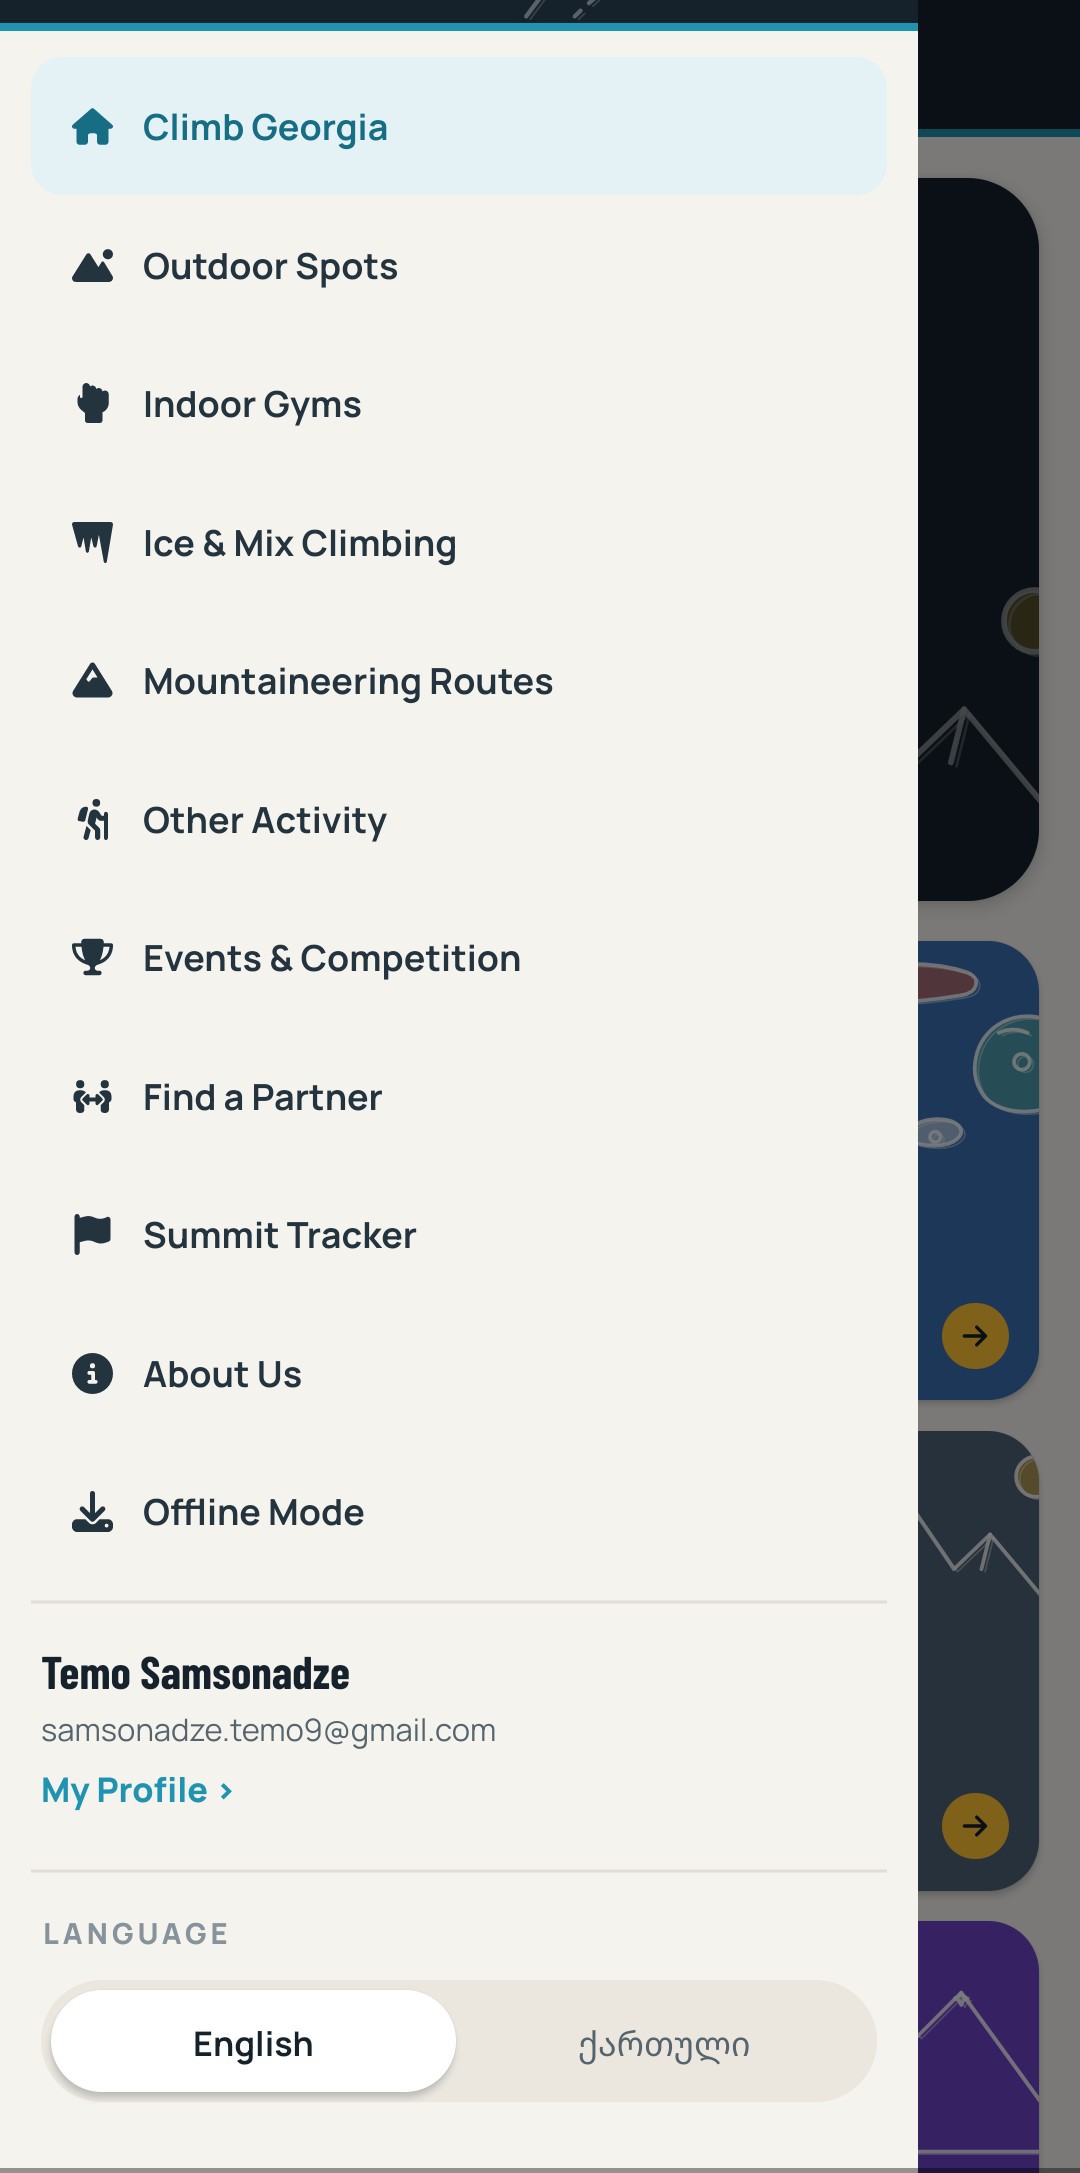 Climb Georgia
Outdoor Spots
Indoor Gyms
Ice & Mix Climbing
Mountaineering Routes
Other Activity
Events & Competition
Find a Partner
Summit Tracker
About Us
Offline Mode
Temo Samsonadze
samsonadze.temo9@gmail.com
My Profile ›
LANGUAGE
English
ქართული